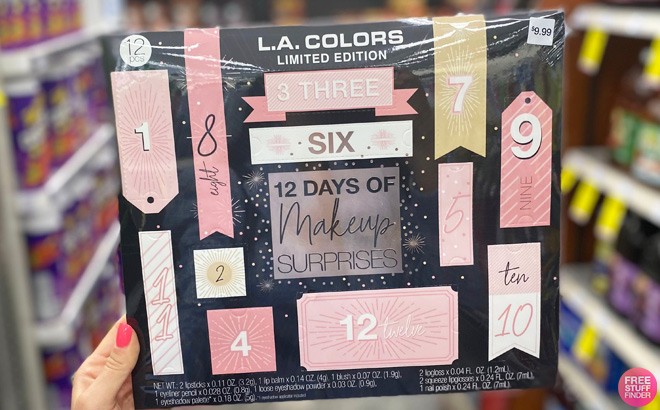 $9.99
12
pcs
L.A. COLORS
LIMITED EDITION
1
8
eight
3 THREE
7
SIX
9
NINE
12 DAYS OF
Makeup
SURPRISES
5
2
11
4
12 twelve
ten
10
NET WT.: 2 lipsticks x 0.11 OZ. (3.2g), 1 lip balm x 0.14 OZ. (4g), 1 blush x 0.07 OZ. (1.9g),
1 eyeliner pencil x 0.028 OZ. (0.8g), 1 loose eyeshadow powder x 0.03 OZ. (0.9g),
1 eyeshadow palette* x 0.18 OZ. (5g)
2 lipgloss x 0.04 FL. OZ. (1.2mL),
2 squeeze lipglosses x 0.24 FL. OZ. (7mL),
1 nail polish x 0.24 FL. OZ. (7mL)
FREE
STUFF
FINDER